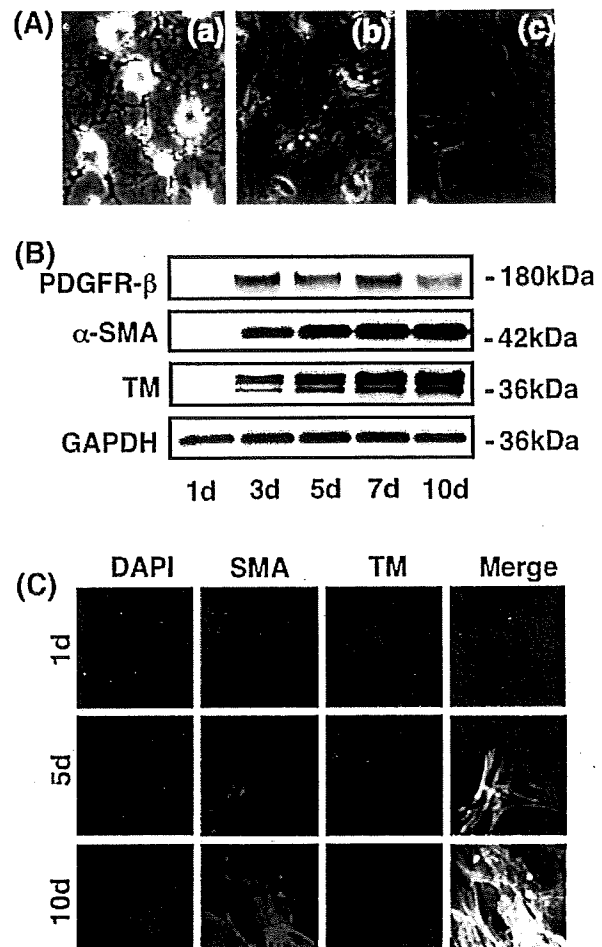 (A) (a) (b) (c)
(B)
PDGFR-β -180kDa
α-SMA -42kDa
TM -36kDa
GAPDH -36kDa
1d 3d 5d 7d 10d
(C) DAPI SMA TM Merge
1d
5d
10d